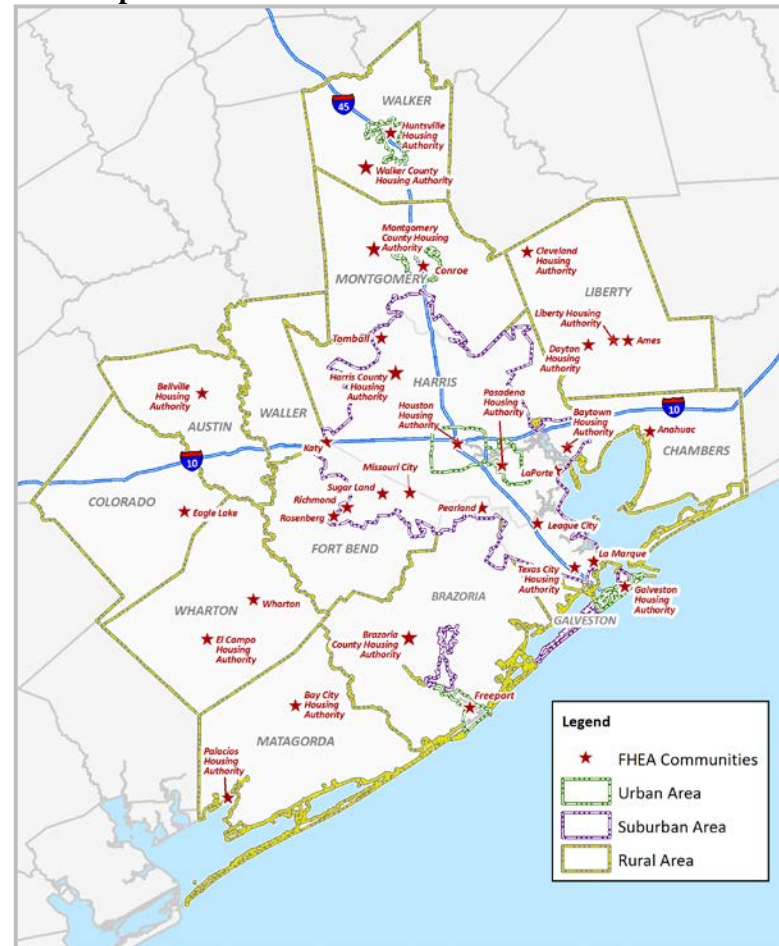 WALKER
45
Huntsville
Housing
Authority
Walker County
Housing Authority
Montgomery
County Housing
Authority
Conroe
MONTGOMERY
Cleveland
Housing
Authority
LIBERTY
Liberty Housing
Authority
Ames
Dayton
Housing
Authority
Tomball
Harris County
Housing
Authority
HARRIS
Bellville
Housing
Authority
AUSTIN
WALLER
Houston
Housing
Authority
Pasadena
Housing
Authority
Baytown
Housing
Authority
10
Anahuac
CHAMBERS
Katy
10
LaPorte
COLORADO
Eagle Lake
Missouri City
Sugar Land
Richmond
Rosenberg
Pearland
League City
FORT BEND
La Marque
Texas City
Housing
Authority
Galveston
Housing
Authority
GALVESTON
WHARTON
Wharton
BRAZORIA
El Campo
Housing
Authority
Brazoria
County Housing
Authority
Bay City
Housing
Authority
Freeport
MATAGORDA
Palacios
Housing
Authority
Legend
FHEA Communities
Urban Area
Suburban Area
Rural Area